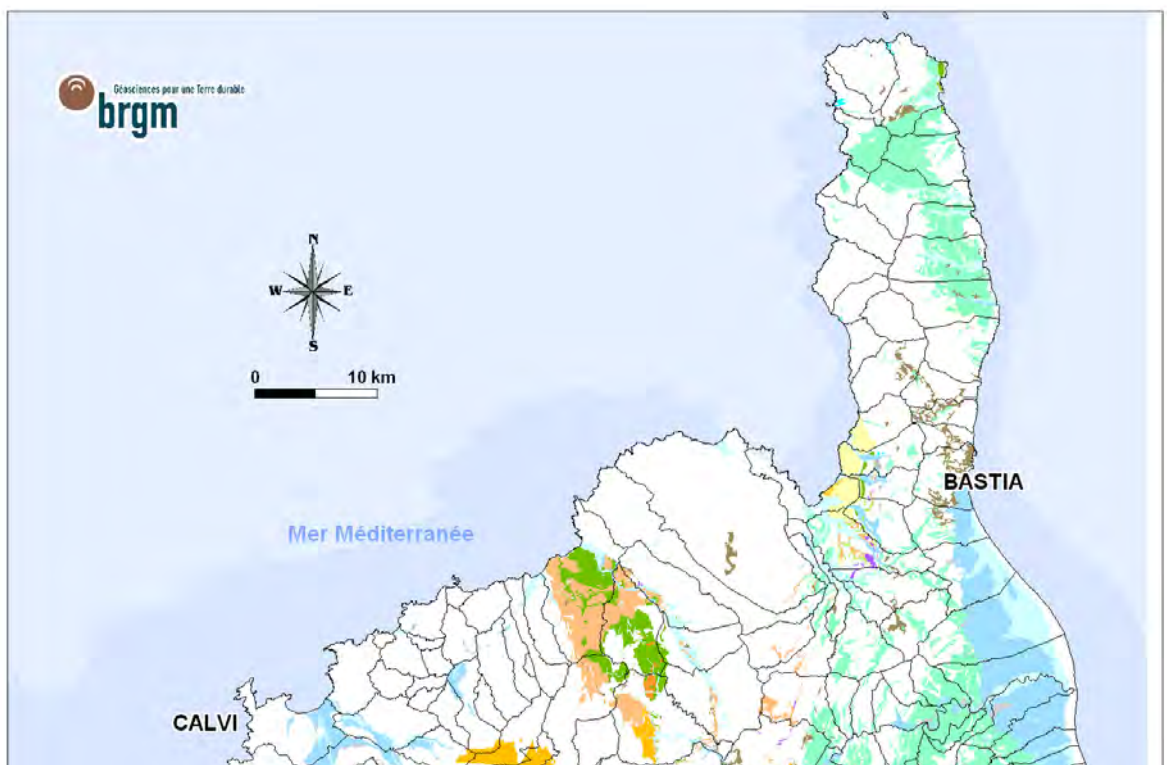 Géosciences pour une Terre durable
brgm
N
W E
S
0 10 km
BASTIA
Mer Méditerranée
CALVI